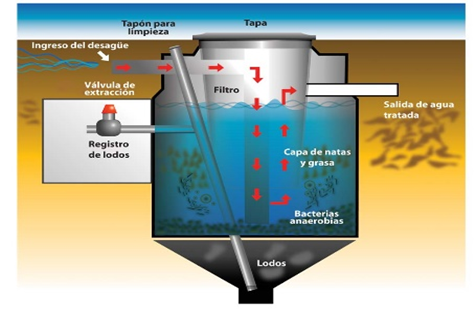 Tapón para
limpieza
Tapa
Ingreso del desagüe
Válvula de
extracción
Filtro
Salida de agua
tratada
Registro
de lodos
Capa de natas
y grasa
Bacterias
anaerobias
Lodos